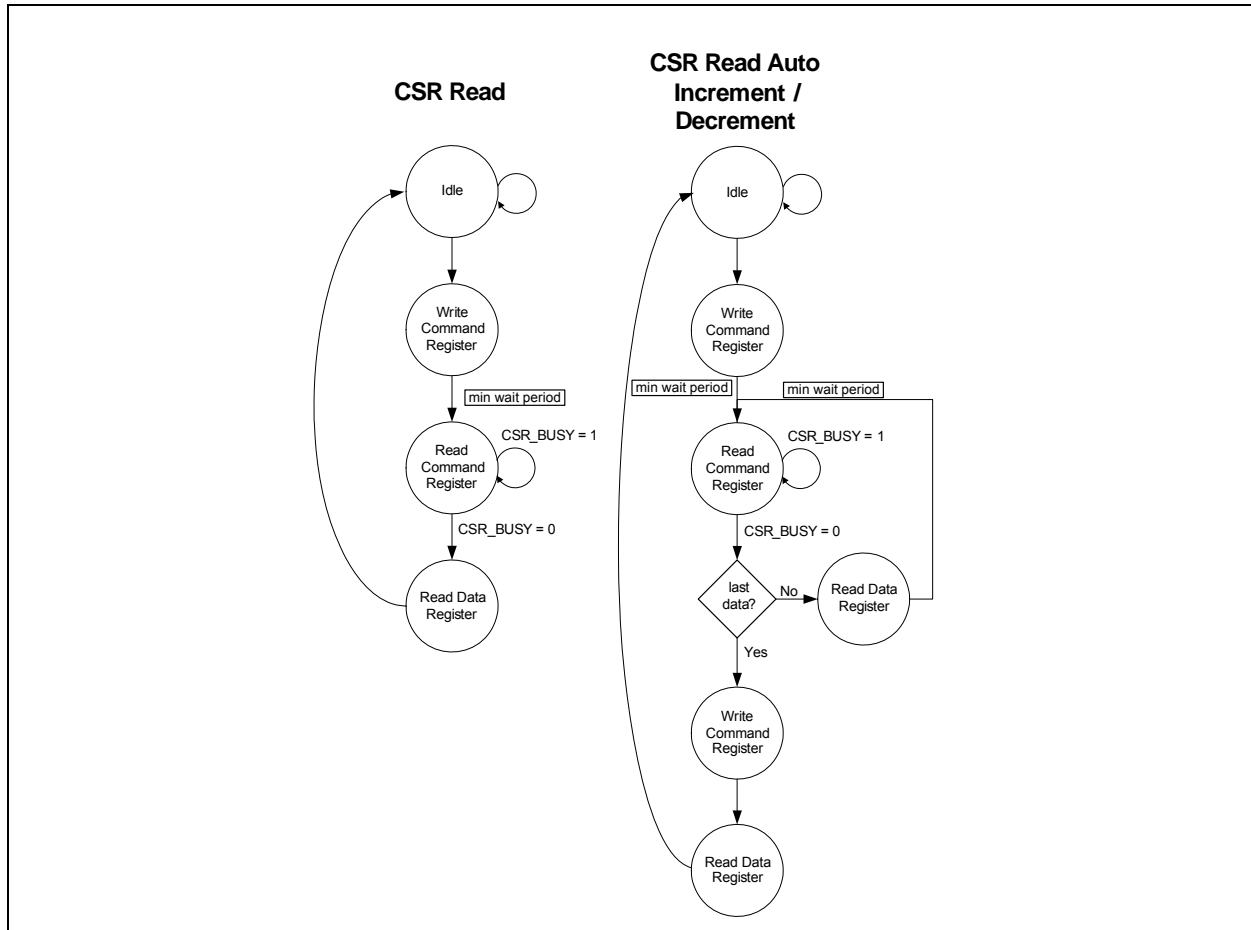 CSR Read
Idle
Write
Command
Register
min wait period
CSR_BUSY = 1
Read
Command
Register
CSR_BUSY = 0
Read Data
Register
CSR Read Auto
Increment /
Decrement
Idle
Write
Command
Register
min wait period
min wait period
CSR_BUSY = 1
Read
Command
Register
CSR_BUSY = 0
last
data?
No
Read Data
Register
Yes
Write
Command
Register
Read Data
Register